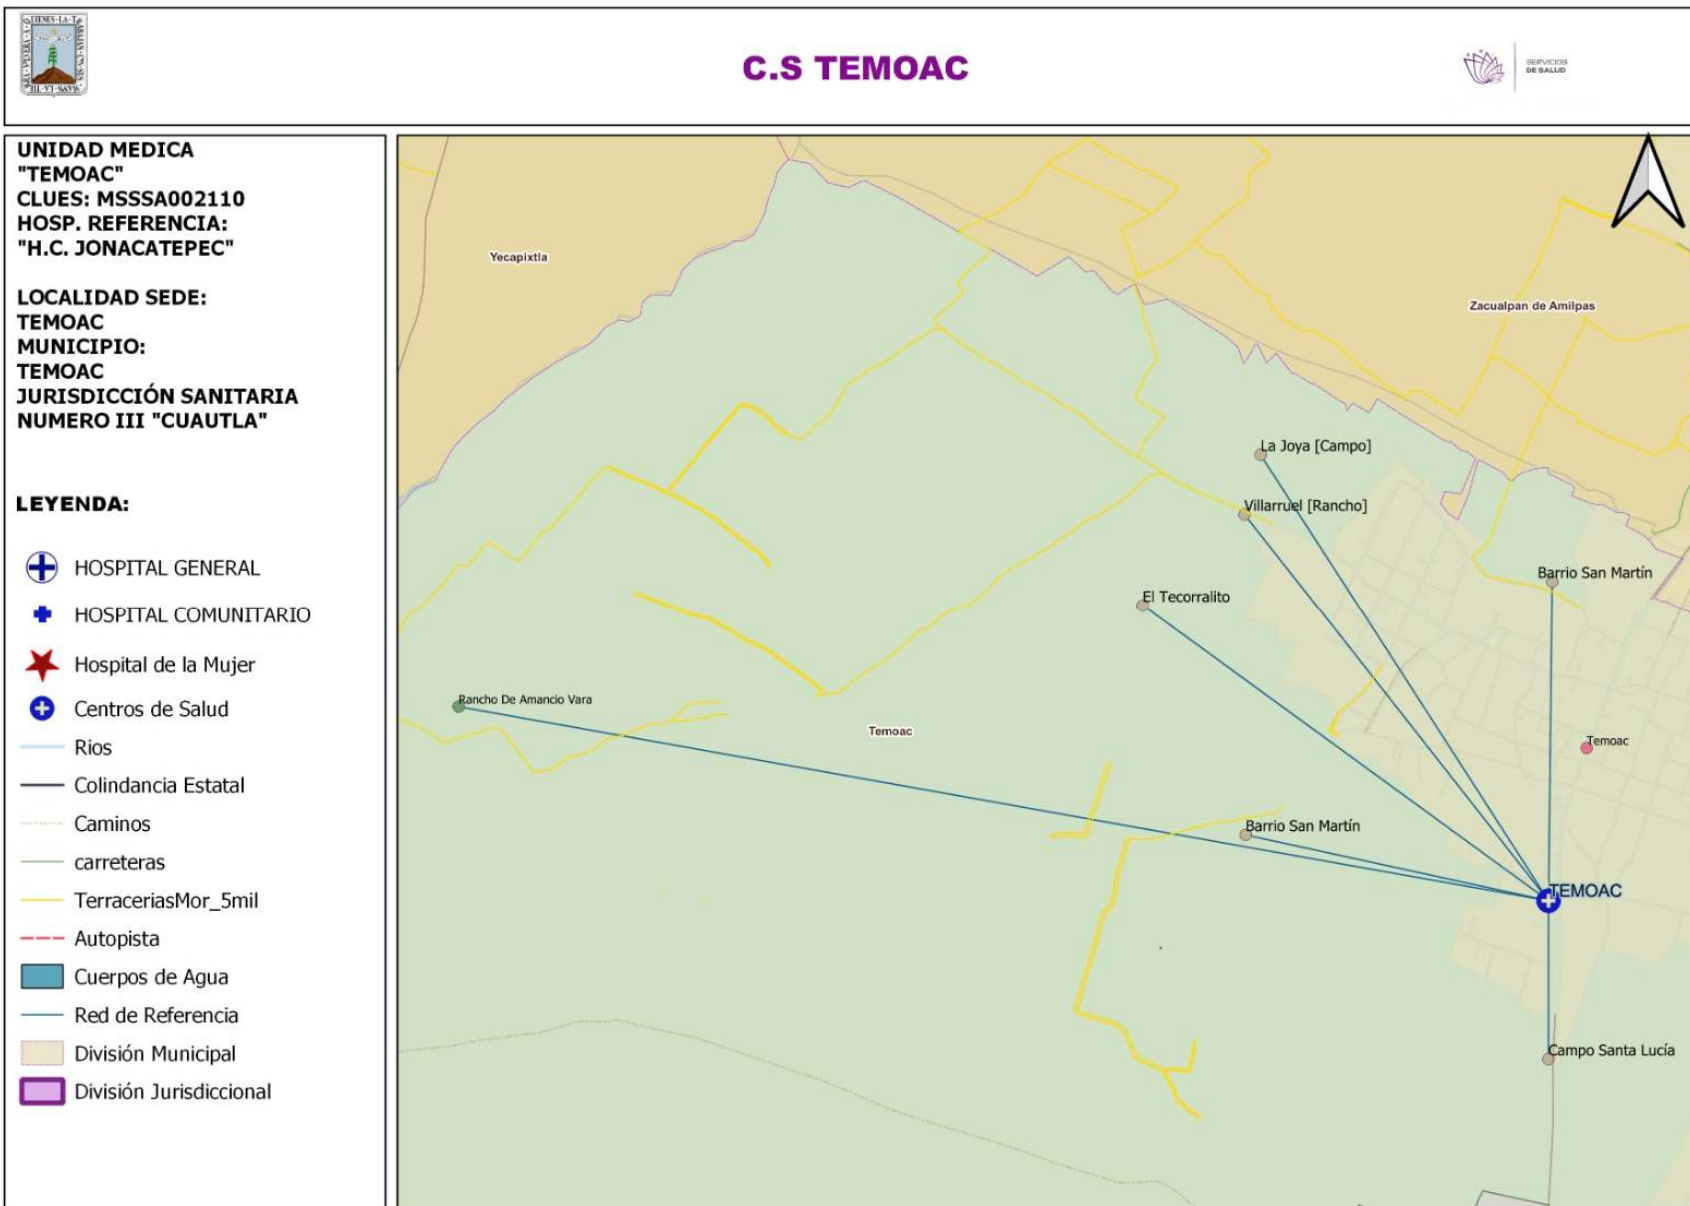 C.S TEMOAC
SERVICIOS
DE SALUD
UNIDAD MEDICA
"TEMOAC"
CLUES: MSSSA002110
HOSP. REFERENCIA:
"H.C. JONACATEPEC"
LOCALIDAD SEDE:
TEMOAC
MUNICIPIO:
TEMOAC
JURISDICCIÓN SANITARIA
NUMERO III "CUAUTLA"
LEYENDA:
HOSPITAL GENERAL
HOSPITAL COMUNITARIO
Hospital de la Mujer
Centros de Salud
Rios
Colindancia Estatal
Caminos
carreteras
TerraceriasMor_5mil
Autopista
Cuerpos de Agua
Red de Referencia
División Municipal
División Jurisdiccional
Yecapixtla
Zacualpan de Amilpas
La Joya [Campo]
Villarruel [Rancho]
Barrio San Martín
El Tecorralito
Rancho De Amancio Vara
Temoac
Temoac
Barrio San Martín
TEMOAC
Campo Santa Lucía